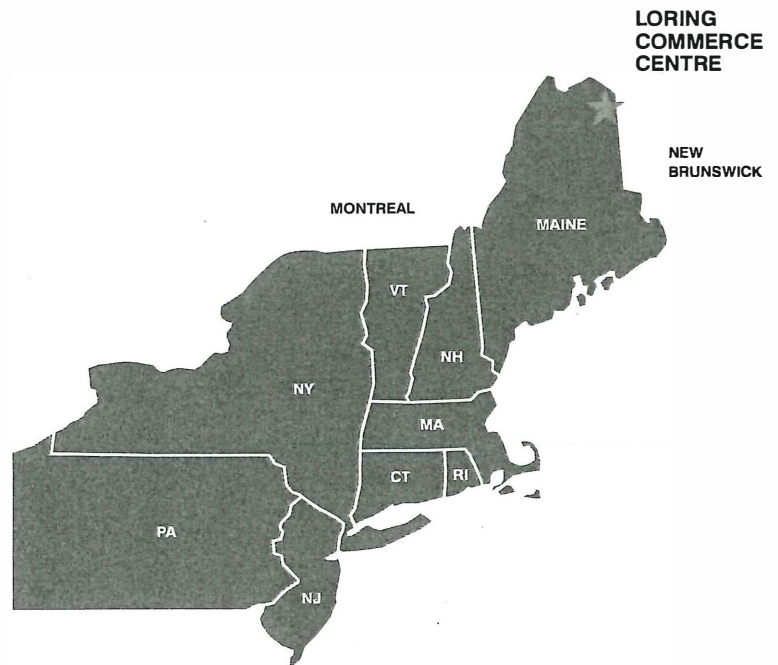 LORING
COMMERCE
CENTRE
NEW
BRUNSWICK
MONTREAL
MAINE
VT
NH
NY
MA
CT
RI
PA
NJ